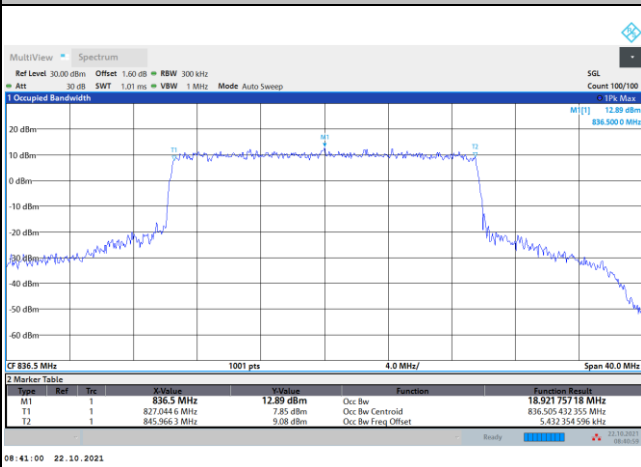 MultiView Spectrum
Ref Level 30.00 dBm Offset 1.60 dB RBW 300 kHz SGL
Att 30 dB SWT 1.01 ms VBW 1 MHz Mode Auto Sweep Count 100/100
1 Occupied Bandwidth 1Pk Max
M1[1] 12.89 dBm
836.500 0 MHz
20 dBm
M1
T1
T2
10 dBm
0 dBm
-10 dBm
-20 dBm
-30 dBm
-40 dBm
-50 dBm
-60 dBm
CF 836.5 MHz 1001 pts 4.0 MHz/ Span 40.0 MHz
2 Marker Table
Type Ref Trc X-Value Y-Value Function Function Result
M1 1 836.5 MHz 12.89 dBm Occ Bw 18.921 757 18 MHz
T1 1 827.044 6 MHz 7.85 dBm Occ Bw Centroid 836.505 432 355 MHz
T2 1 845.966 3 MHz 9.08 dBm Occ Bw Freq Offset 5.432 354 596 kHz
Ready 22.10.2021
08:40:59
08:41:00 22.10.2021